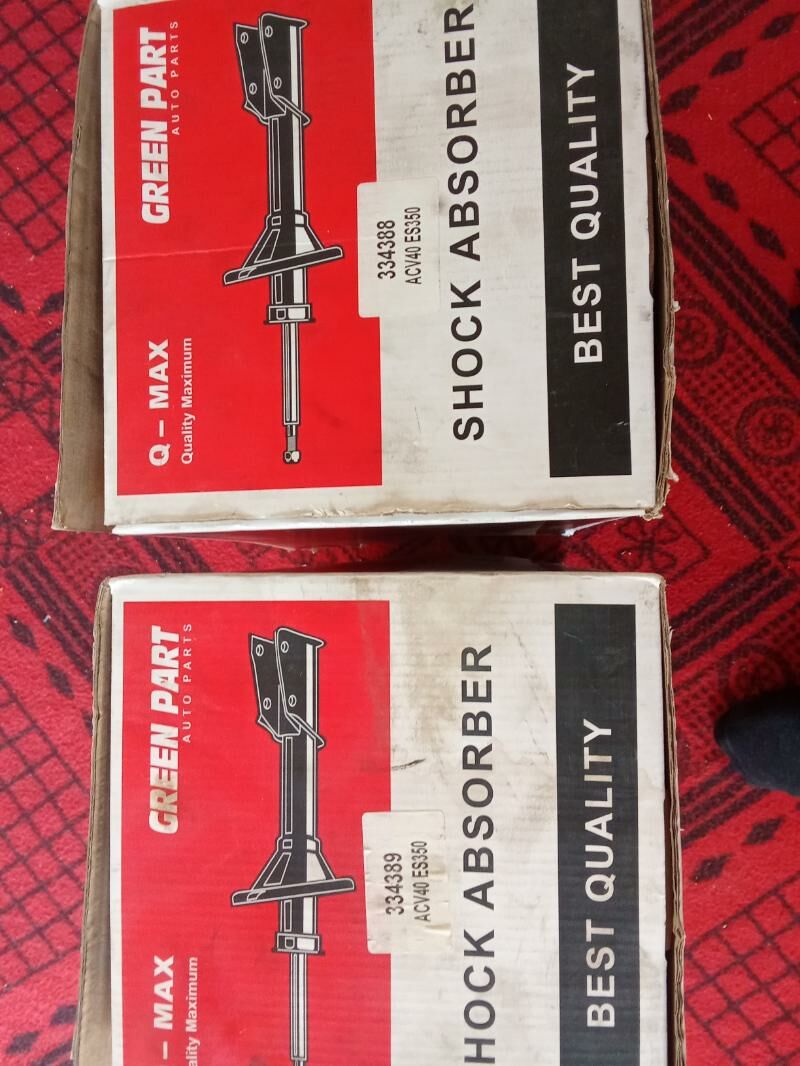 GREEN PART
AUTO PARTS
Q – MAX
Quality Maximum
334388
ACV40 ES350
SHOCK ABSORBER
BEST QUALITY
GREEN PART
AUTO PARTS
– MAX
ality Maximum
334389
ACV40 ES350
HOCK ABSORBER
BEST QUALITY